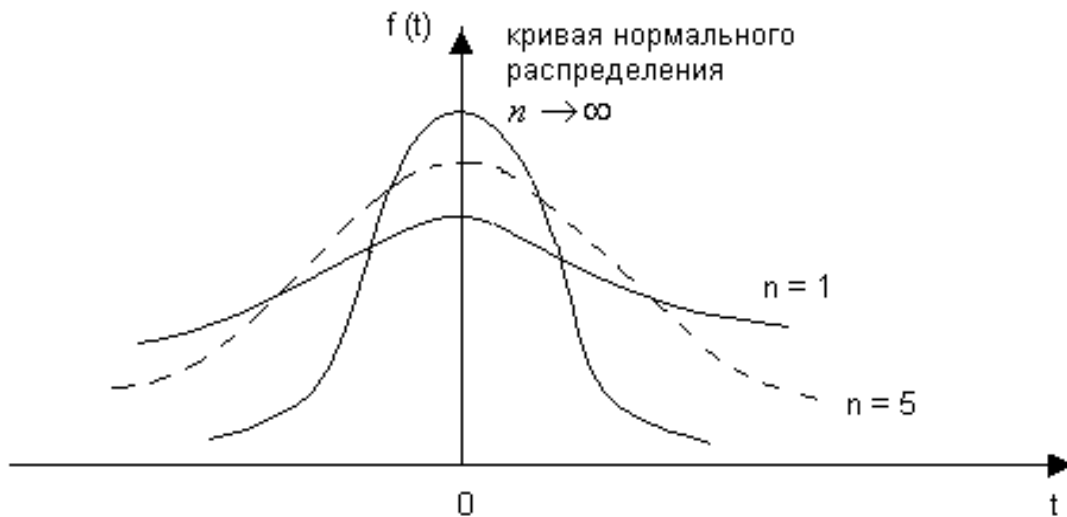 f (t)
кривая нормального
распределения
n → ∞
n = 1
n = 5
0
t